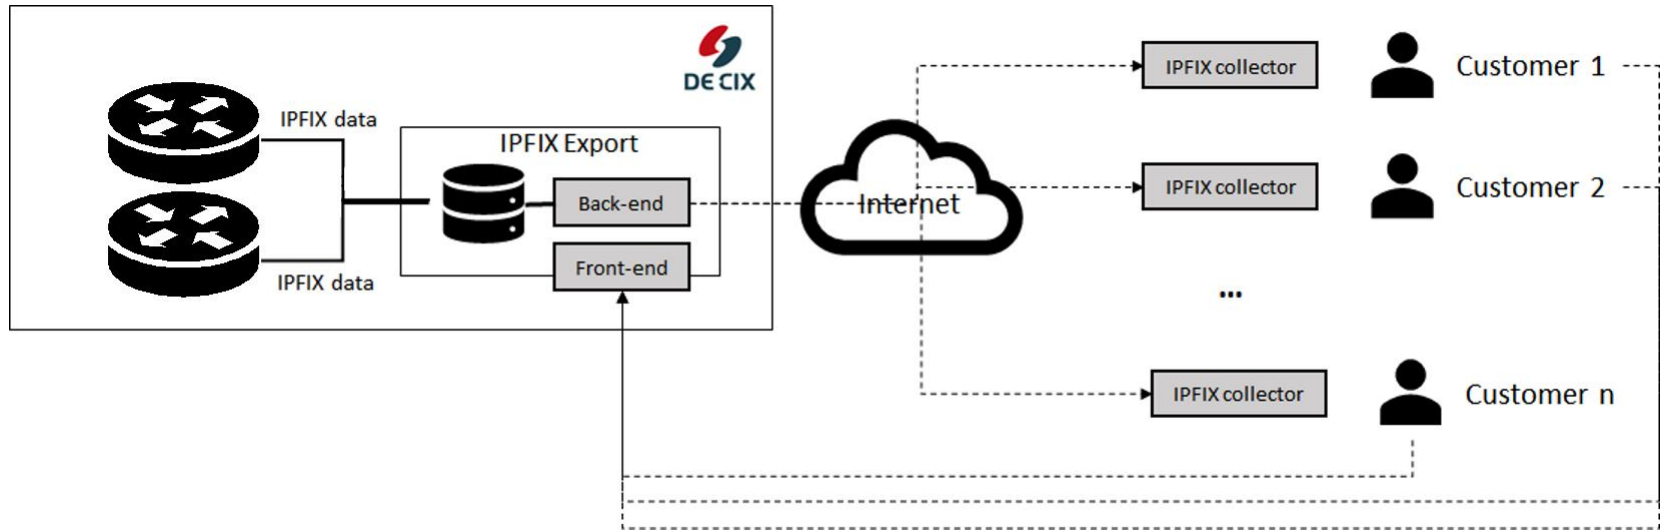 DE CIX
IPFIX data
IPFIX data
IPFIX Export
Back-end
Front-end
Internet
IPFIX collector
Customer 1
IPFIX collector
Customer 2
...
IPFIX collector
Customer n